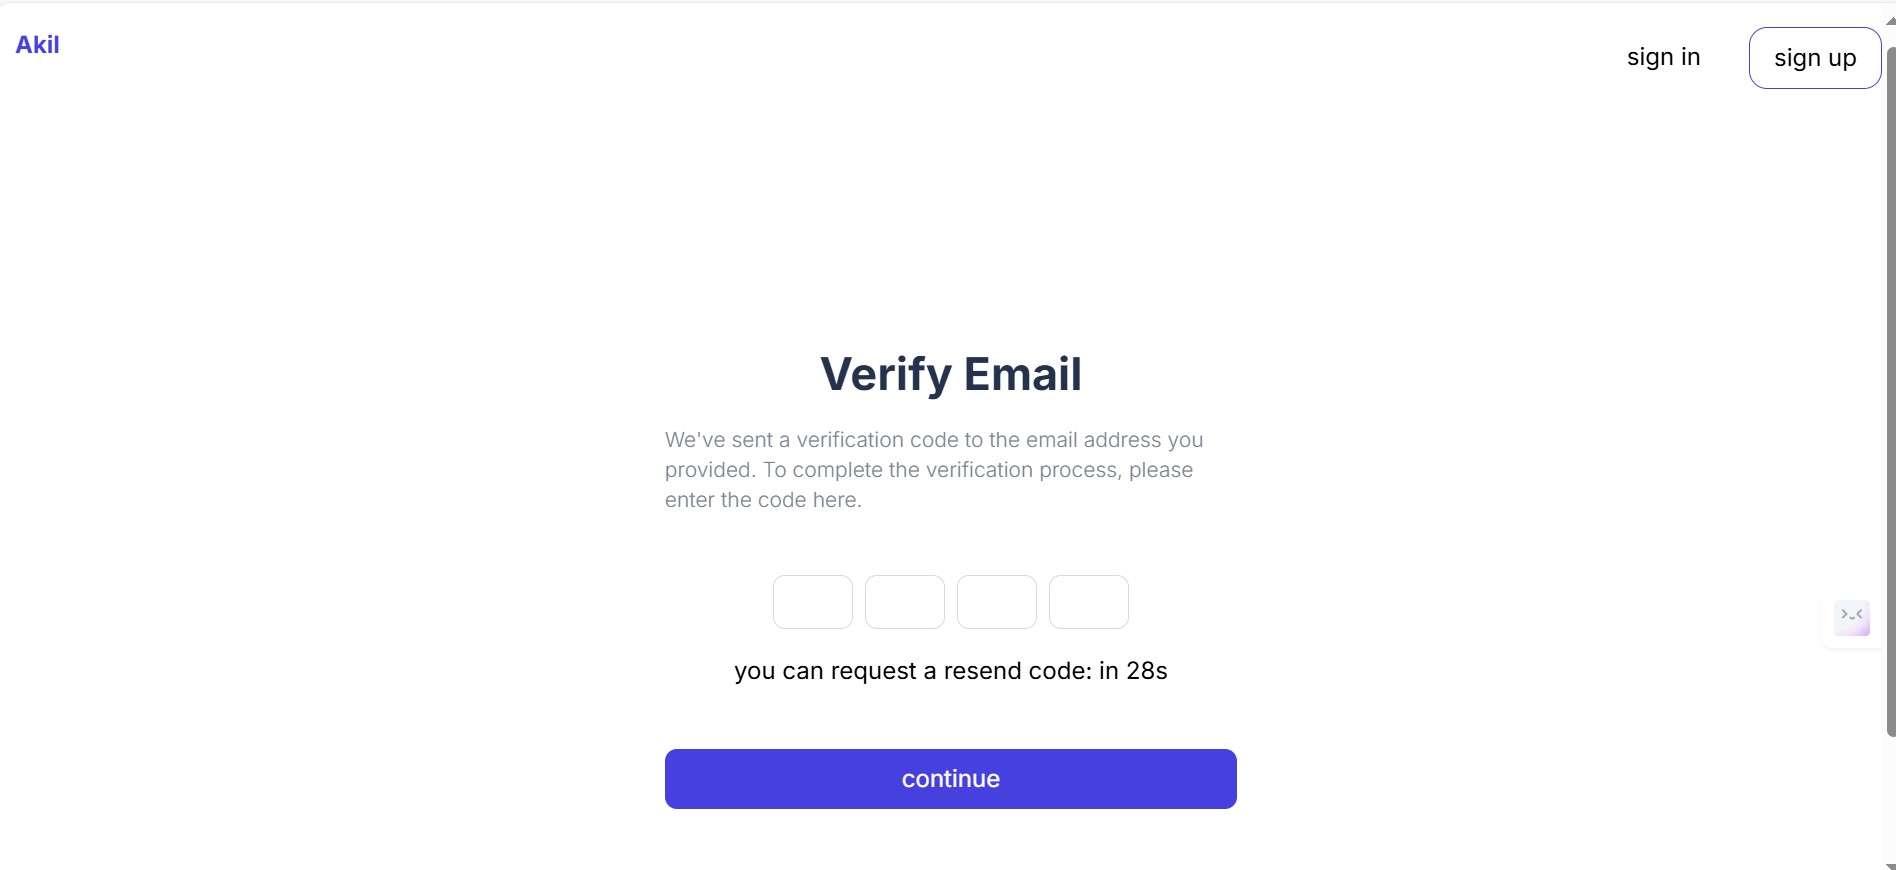 Akil
sign in
sign up
Verify Email
We've sent a verification code to the email address you
provided. To complete the verification process, please
enter the code here.
you can request a resend code: in 28s
continue